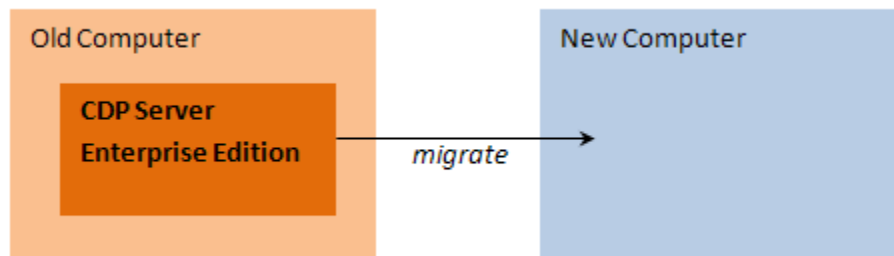 Old Computer
New Computer
CDP Server
Enterprise Edition
migrate